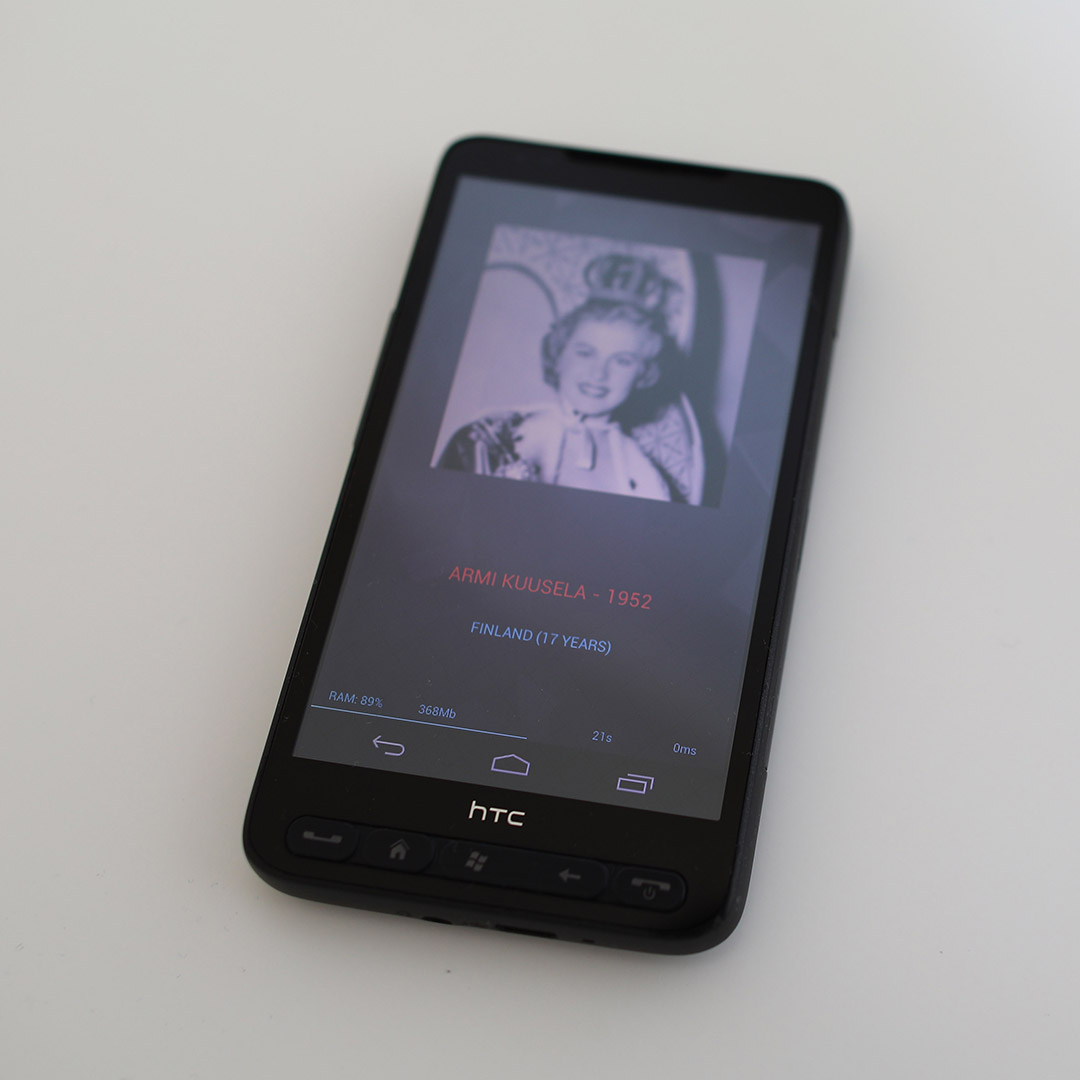 ARMI KUUSELA - 1952
FINLAND (17 YEARS)
RAM: 89% 368Mb 21s 0ms
hTC